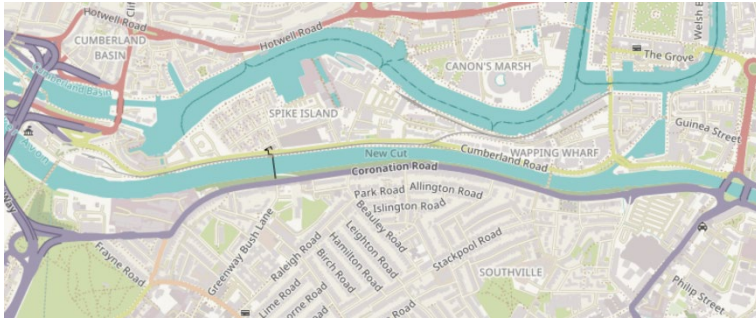 Hotwell Road
CUMBERLAND
BASIN
Hotwell Road
CANON'S MARSH
The Grove
Welsh B
SPIKE ISLAND
Guinea Street
New Cut
Cumberland Road
WAPPING WHARF
Coronation Road
Park Road
Allington Road
Islington Road
Way
Frayne Road
Greenway Bush Lane
Raleigh Road
Beauley Road
Leighton Road
Hamilton Road
Birch Road
Stackpool Road
SOUTHVILLE
Lime Road
orne Road
Philip Street